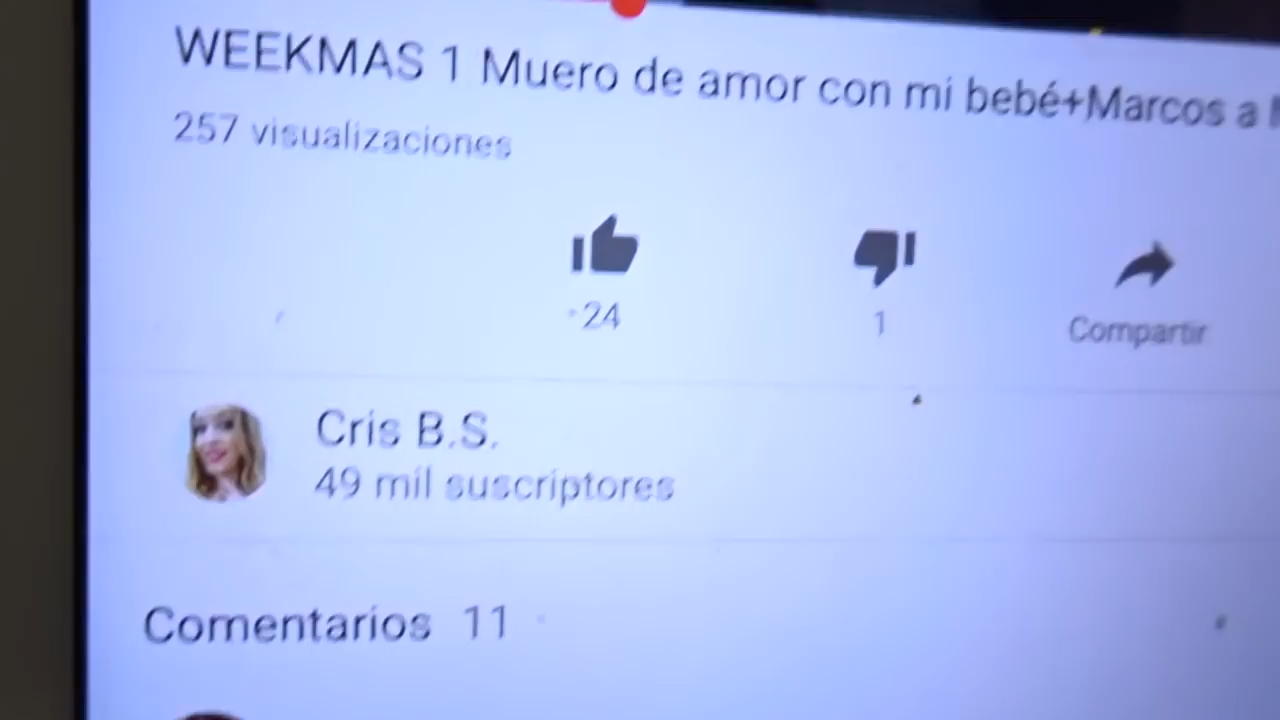 WEEKMAS 1 Muero de amor con mi bebé+Marcos a
257 visualizaciones
24
1
Compartir
Cris B.S.
49 mil suscriptores
Comentarios 11